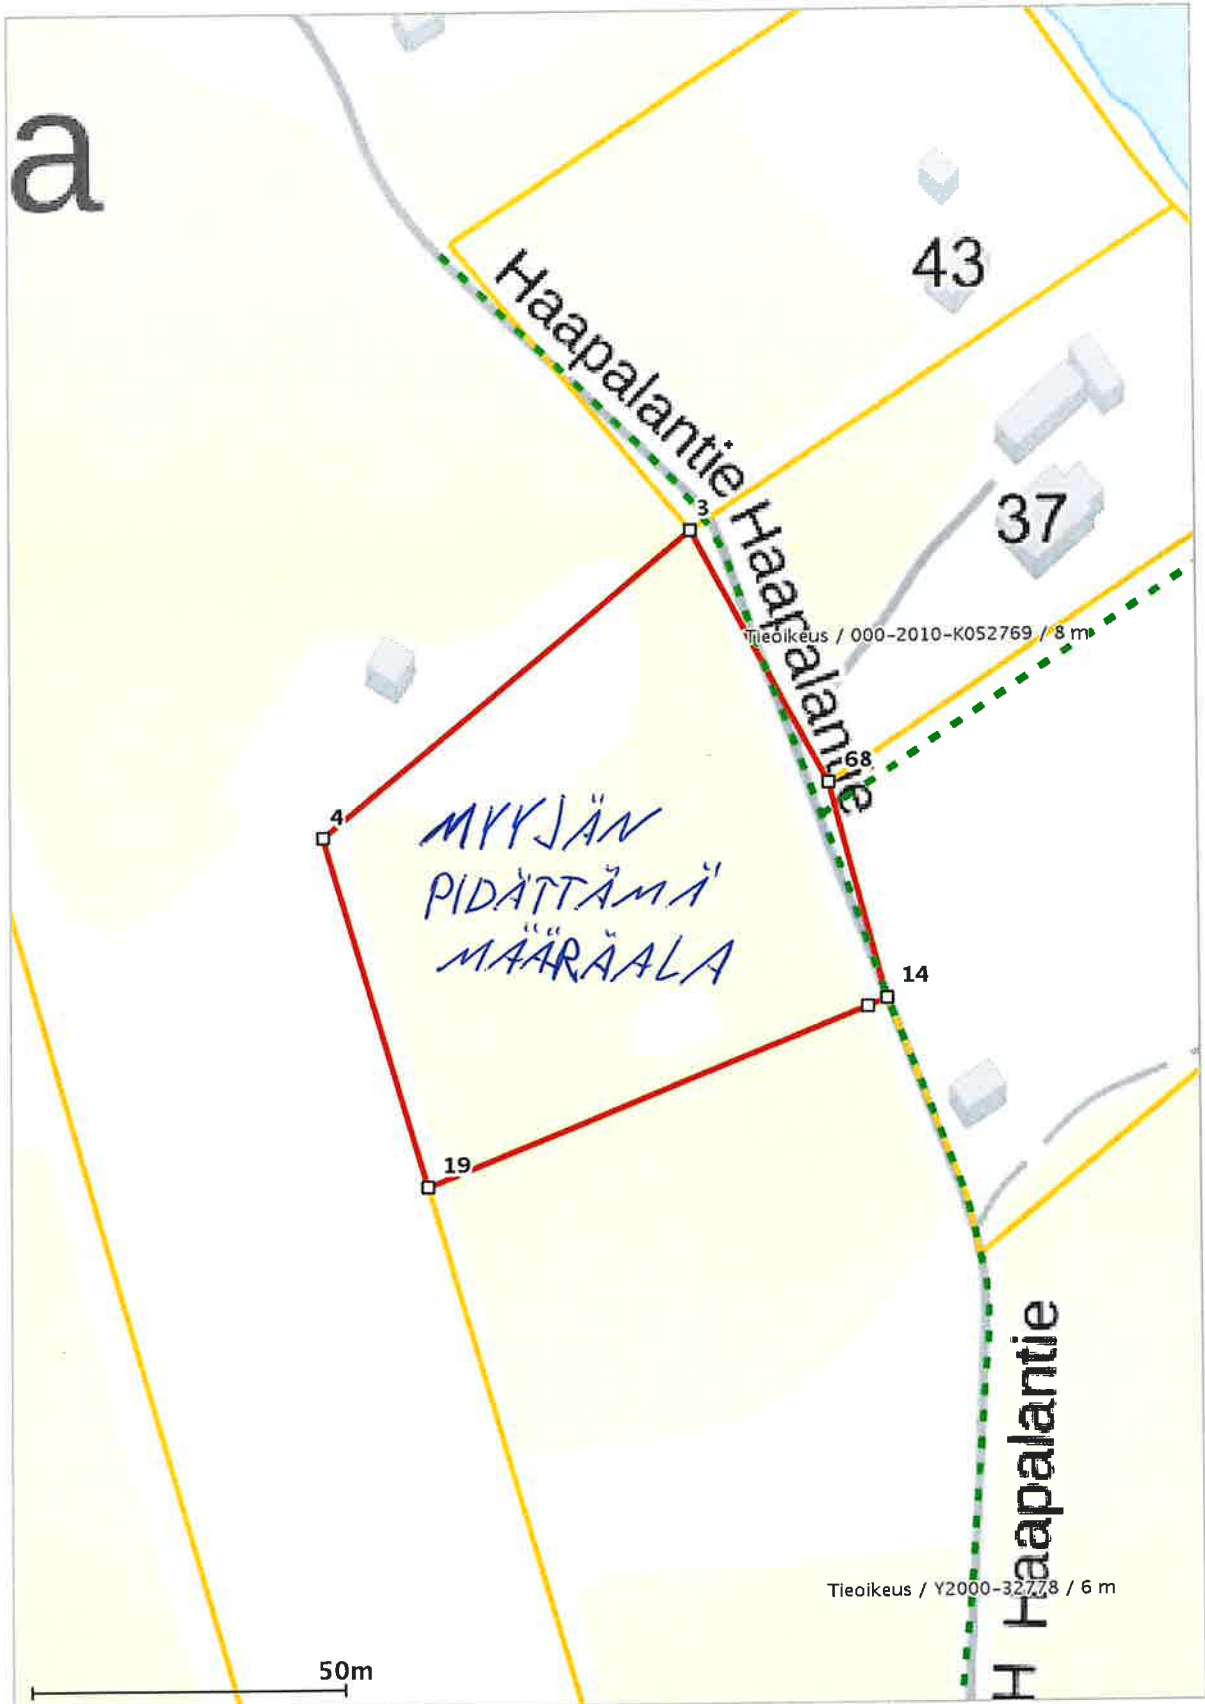 a
43
Haapalantie
37
3
Haapalantie
Tieoikeus / 000-2010-K052769 / 8 m
68
4
MYYJÄN
PIDÄTTÄMÄ
MÄÄRÄALA
14
19
Haapalantie
H
Tieoikeus / Y2000-32778 / 6 m
50m